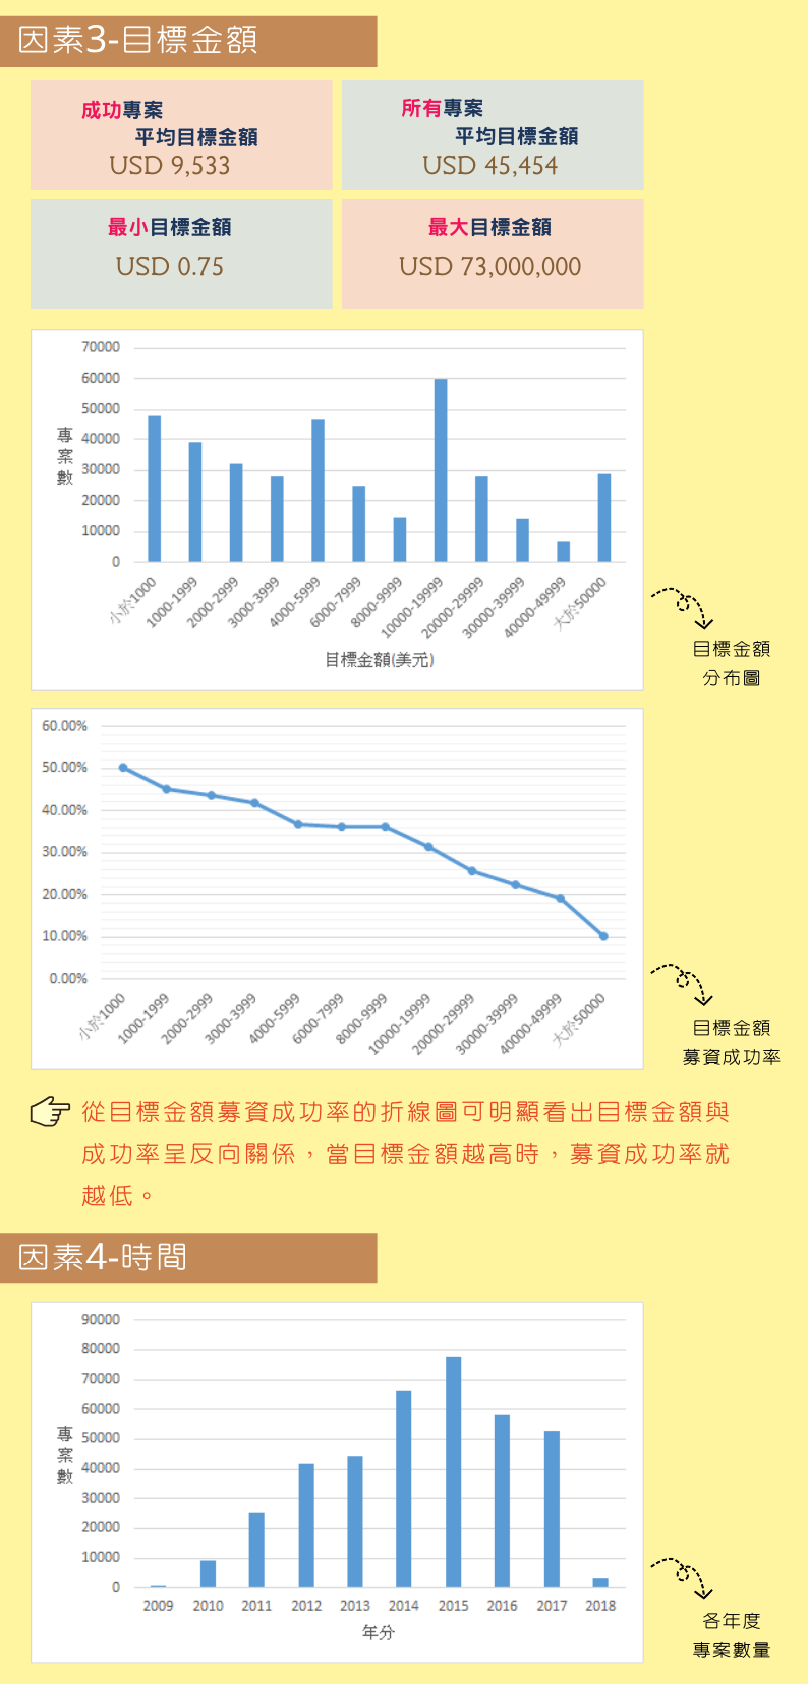 因素3-目標金額
成功專案
平均目標金額
USD 9,533
所有專案
平均目標金額
USD 45,454
最小目標金額
USD 0.75
最大目標金額
USD 73,000,000
70000
60000
50000
40000
30000
20000
10000
0
專案數
小於1000
1000-1999
2000-2999
3000-3999
4000-5999
6000-7999
8000-9999
10000-19999
20000-29999
30000-39999
40000-49999
大於50000
目標金額(美元)
目標金額
分布圖
60.00%
50.00%
40.00%
30.00%
20.00%
10.00%
0.00%
小於1000
1000-1999
2000-2999
3000-3999
4000-5999
6000-7999
8000-9999
10000-19999
20000-29999
30000-39999
40000-49999
大於50000
目標金額
募資成功率
從目標金額募資成功率的折線圖可明顯看出目標金額與
成功率呈反向關係，當目標金額越高時，募資成功率就
越低。
因素4-時間
90000
80000
70000
60000
50000
40000
30000
20000
10000
0
專案數
2009
2010
2011
2012
2013
2014
2015
2016
2017
2018
年分
各年度
專案數量